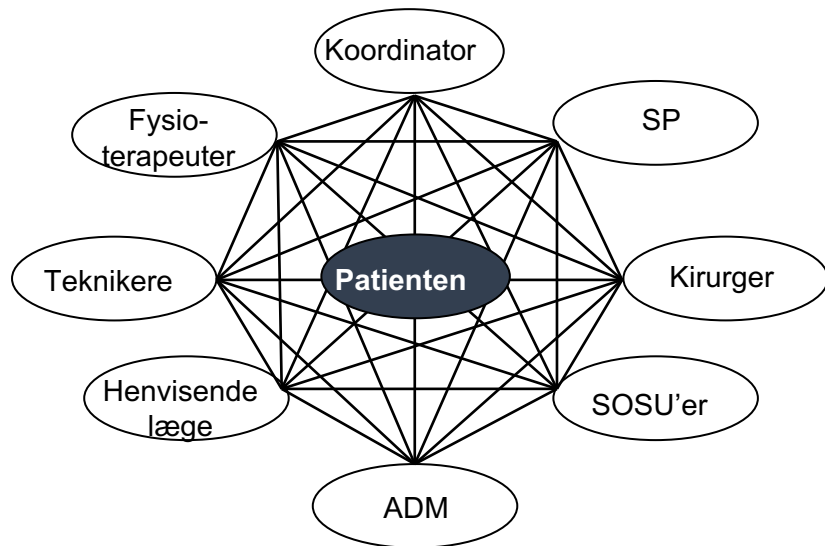 Koordinator
Fysio-
terapeuter
SP
Teknikere
Patienten
Kirurger
Henvisende
læge
SOSU’er
ADM